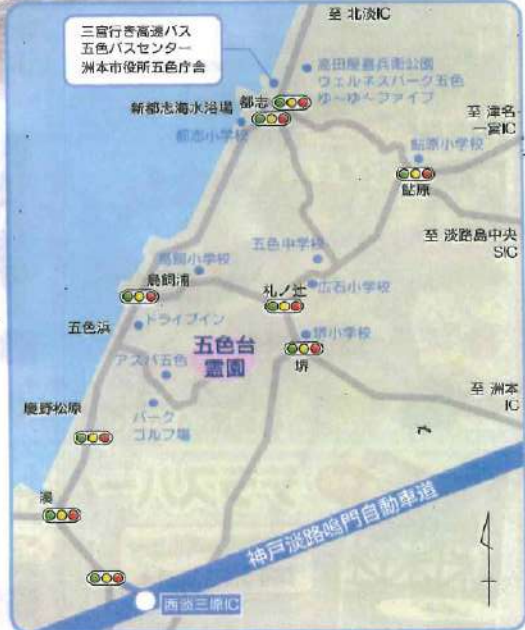 至 北淡IC
三宮行き高速バス
五色バスセンター
洲本市役所五色庁舎
高田屋嘉兵衛公園
ウェルネスパーク五色
ゆ～ゆ～ファイブ
新都志海水浴場
都志
都志小学校
至 津名
一宮IC
鮎原小学校
鮎原
至 淡路島中央
SIC
五色中学校
鳥飼小学校
鳥飼浦
広石小学校
札ノ辻
五色浜
ドライブイン
堺小学校
五色台
霊園
堺
アスパ五色
至 洲本
IC
慶野松原
パーク
ゴルフ場
湊
神戸淡路鳴門自動車道
西淡三原IC